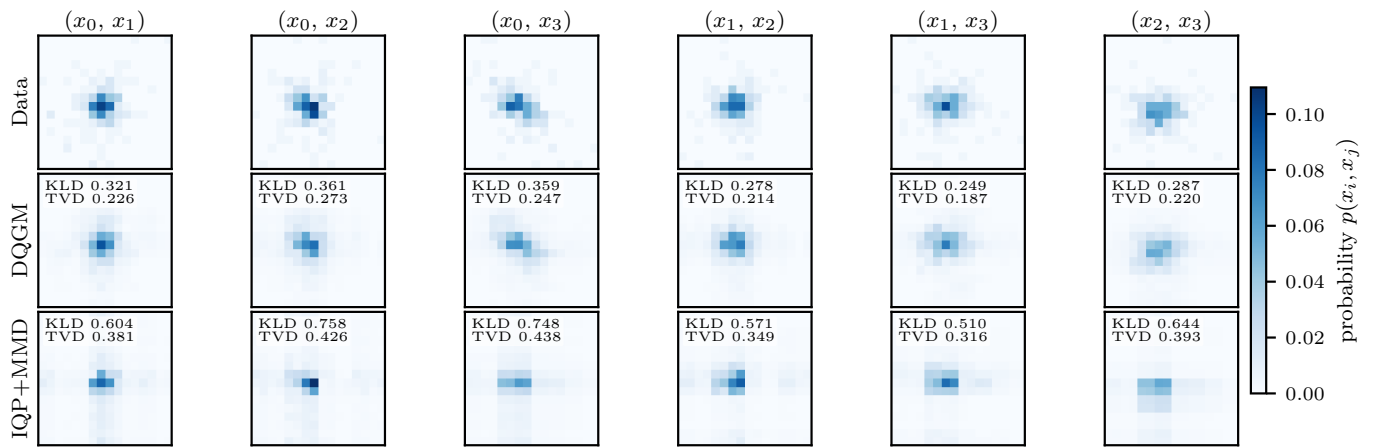 (x₀, x₁) (x₀, x₂) (x₀, x₃) (x₁, x₂) (x₁, x₃) (x₂, x₃)
Data
DQGM
KLD 0.321
TVD 0.226
KLD 0.361
TVD 0.273
KLD 0.359
TVD 0.247
KLD 0.278
TVD 0.214
KLD 0.249
TVD 0.187
KLD 0.287
TVD 0.220
IQP+MMD
KLD 0.604
TVD 0.381
KLD 0.758
TVD 0.426
KLD 0.748
TVD 0.438
KLD 0.571
TVD 0.349
KLD 0.510
TVD 0.316
KLD 0.644
TVD 0.393
0.10
0.08
0.06
0.04
0.02
0.00
probability p(xᵢ, xⱼ)